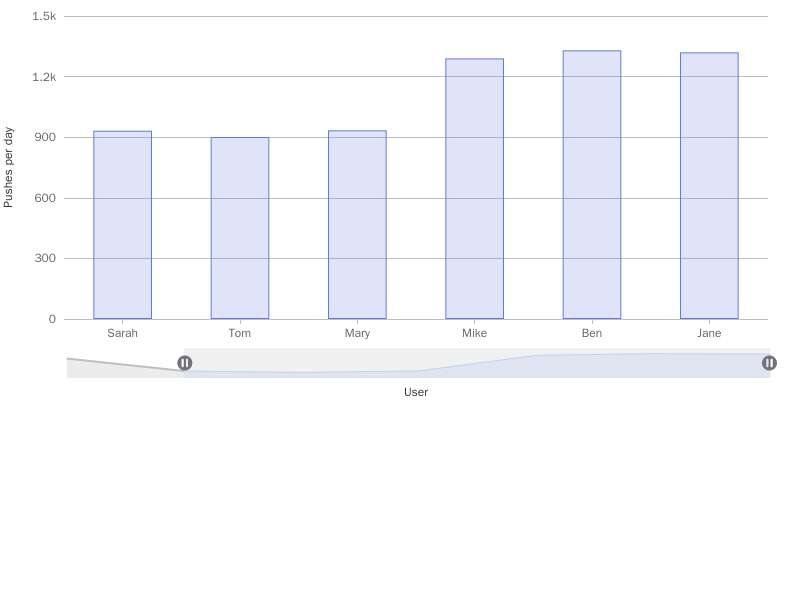 1.5k
1.2k
900
600
300
0
Pushes per day
Sarah Tom Mary Mike Ben Jane
User